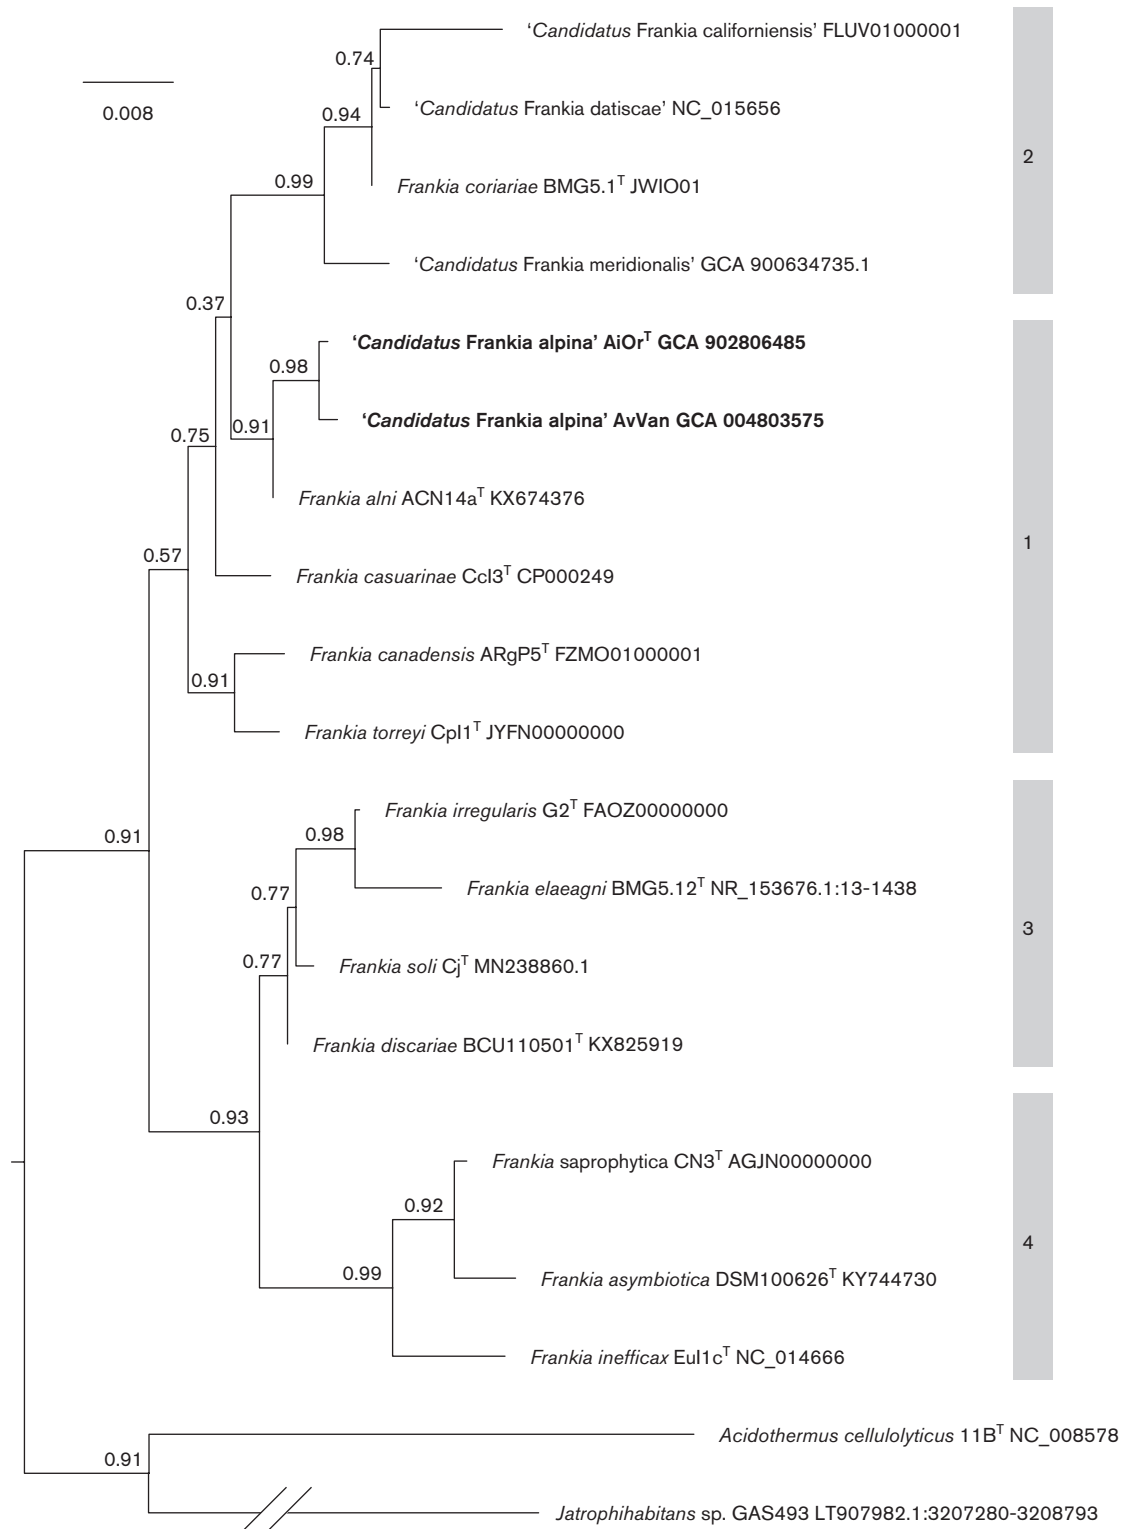 ‘Candidatus Frankia californiensis’ FLUV01000001
0.74
0.008
‘Candidatus Frankia datiscae’ NC_015656
0.94
2
0.99
Frankia coriariae BMG5.1T JWIO01
‘Candidatus Frankia meridionalis’ GCA 900634735.1
0.37
‘Candidatus Frankia alpina’ AiOrT GCA 902806485
0.98
‘Candidatus Frankia alpina’ AvVan GCA 004803575
0.91
0.75
Frankia alni ACN14aT KX674376
1
0.57
Frankia casuarinae CcI3T CP000249
Frankia canadensis ARgP5T FZMO01000001
0.91
Frankia torreyi CpI1T JYFN00000000
Frankia irregularis G2T FAOZ00000000
0.91
0.98
Frankia elaeagni BMG5.12T NR_153676.1:13-1438
0.77
3
0.77
Frankia soli CjT MN238860.1
Frankia discariae BCU110501T KX825919
0.93
Frankia saprophytica CN3T AGJN00000000
0.92
4
0.99
Frankia asymbiotica DSM100626T KY744730
Frankia inefficax EuI1cT NC_014666
Acidothermus cellulolyticus 11BT NC_008578
0.91
Jatrophihabitans sp. GAS493 LT907982.1:3207280-3208793